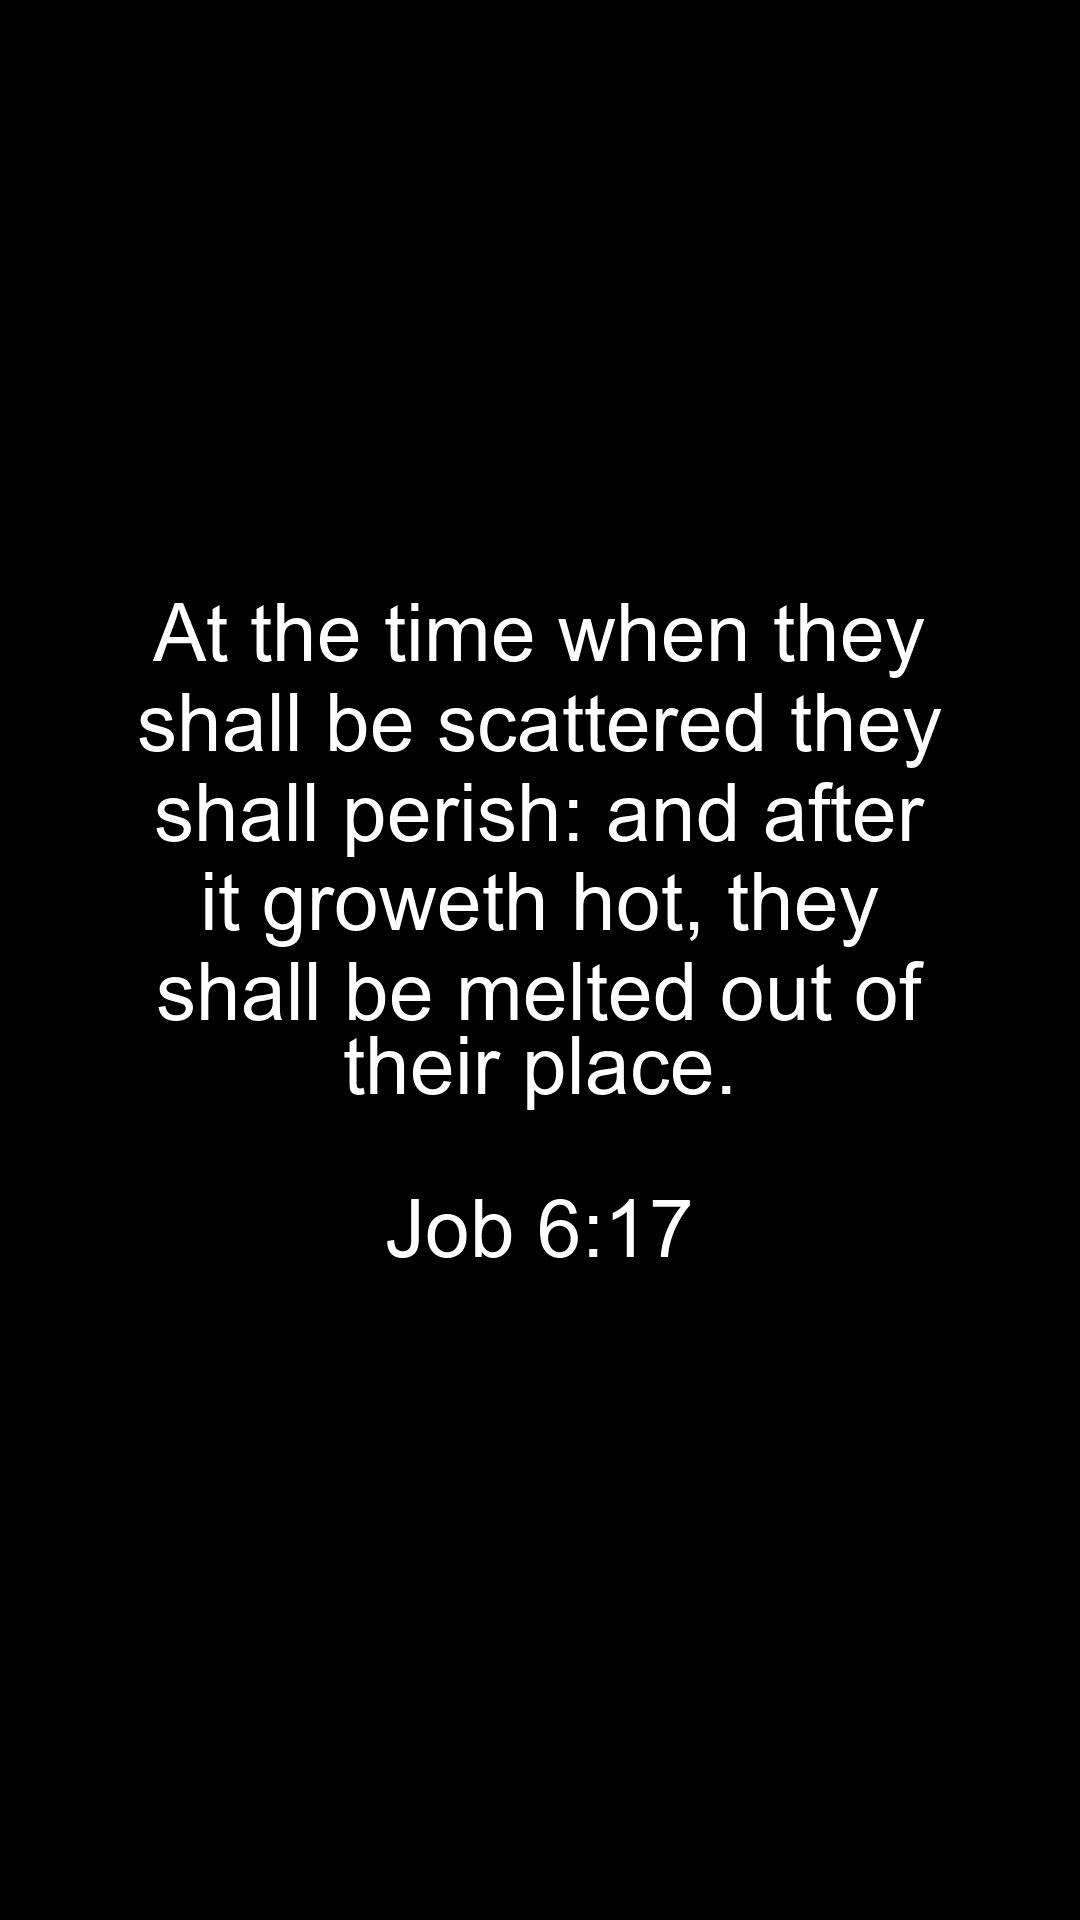 At the time when they
shall be scattered they
shall perish: and after
it groweth hot, they
shall be melted out of
their place.
Job 6:17